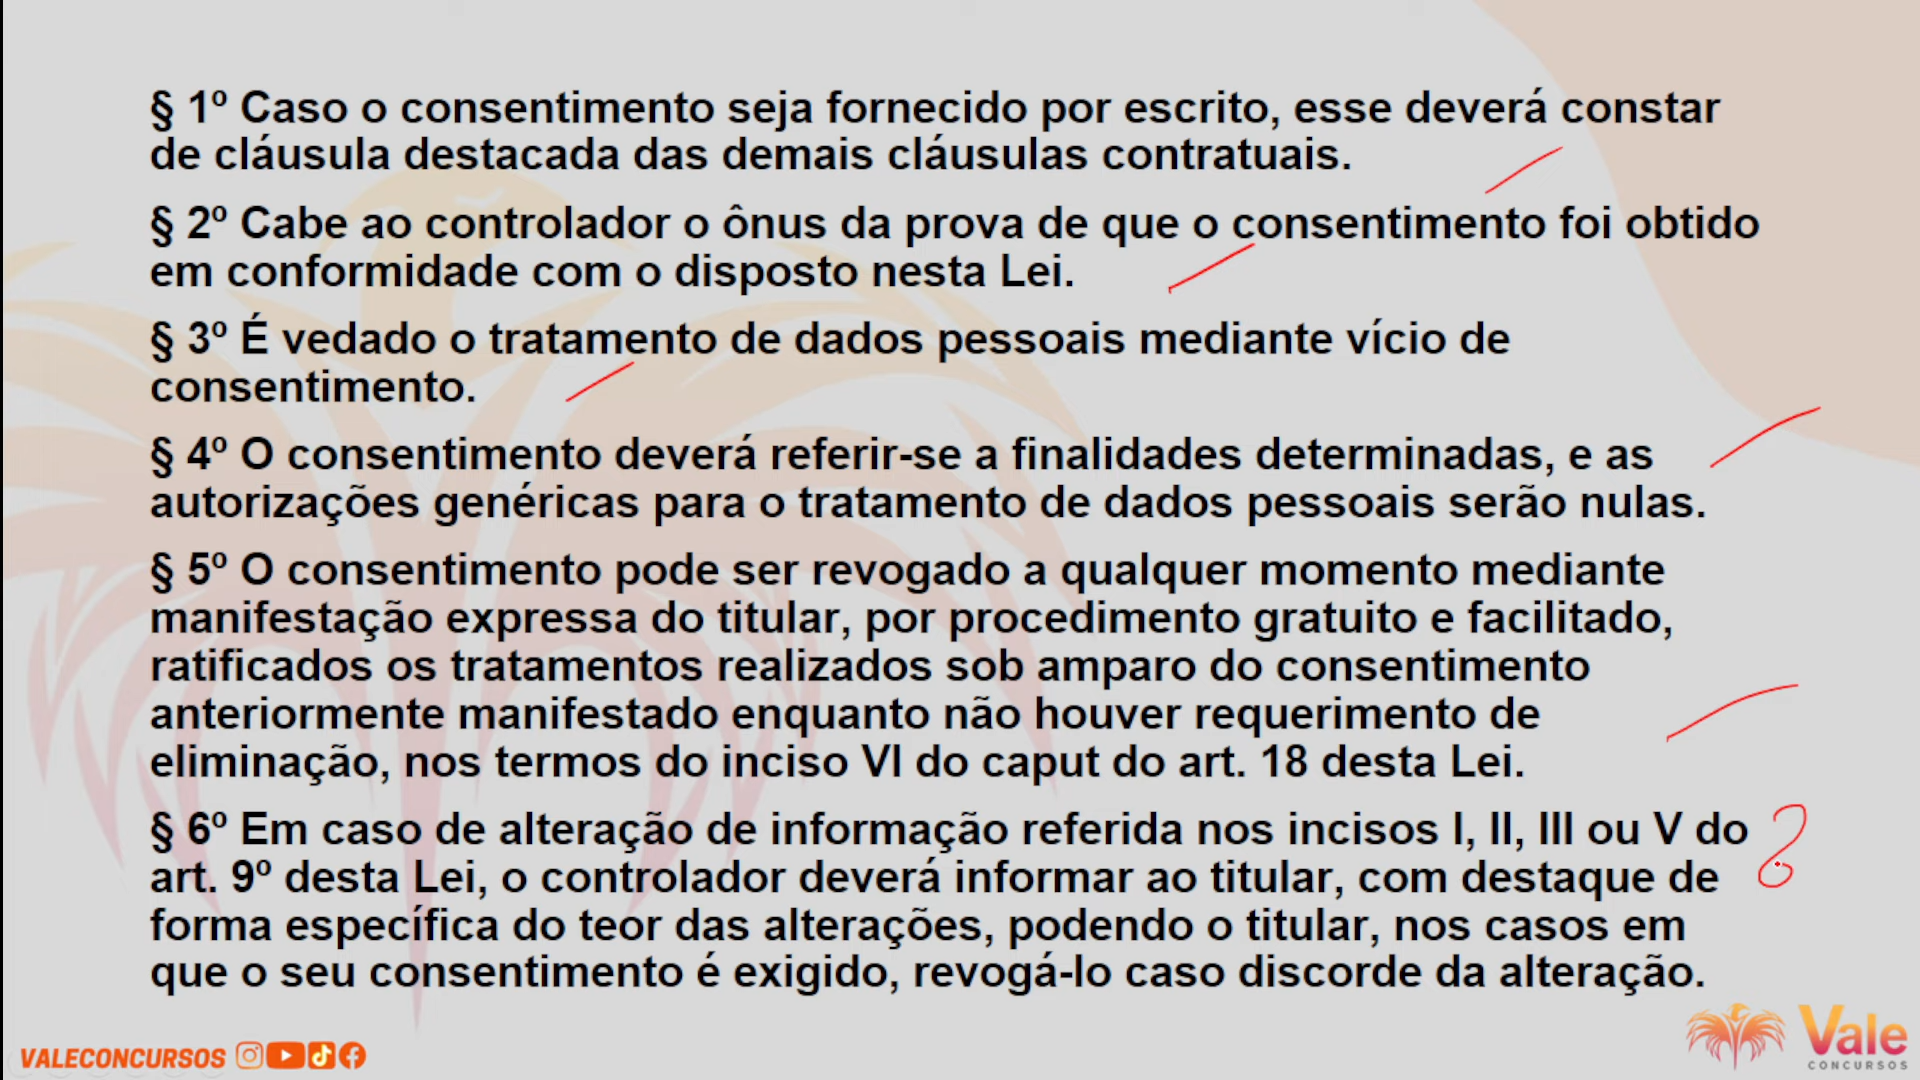 § 1º Caso o consentimento seja fornecido por escrito, esse deverá constar
de cláusula destacada das demais cláusulas contratuais.
§ 2º Cabe ao controlador o ônus da prova de que o consentimento foi obtido
em conformidade com o disposto nesta Lei.
§ 3º É vedado o tratamento de dados pessoais mediante vício de
consentimento.
§ 4º O consentimento deverá referir-se a finalidades determinadas, e as
autorizações genéricas para o tratamento de dados pessoais serão nulas.
§ 5º O consentimento pode ser revogado a qualquer momento mediante
manifestação expressa do titular, por procedimento gratuito e facilitado,
ratificados os tratamentos realizados sob amparo do consentimento
anteriormente manifestado enquanto não houver requerimento de
eliminação, nos termos do inciso VI do caput do art. 18 desta Lei.
§ 6º Em caso de alteração de informação referida nos incisos I, II, III ou V do
art. 9º desta Lei, o controlador deverá informar ao titular, com destaque de
forma específica do teor das alterações, podendo o titular, nos casos em
que o seu consentimento é exigido, revogá-lo caso discorde da alteração.
VALECONCURSOS
Vale
CONCURSOS